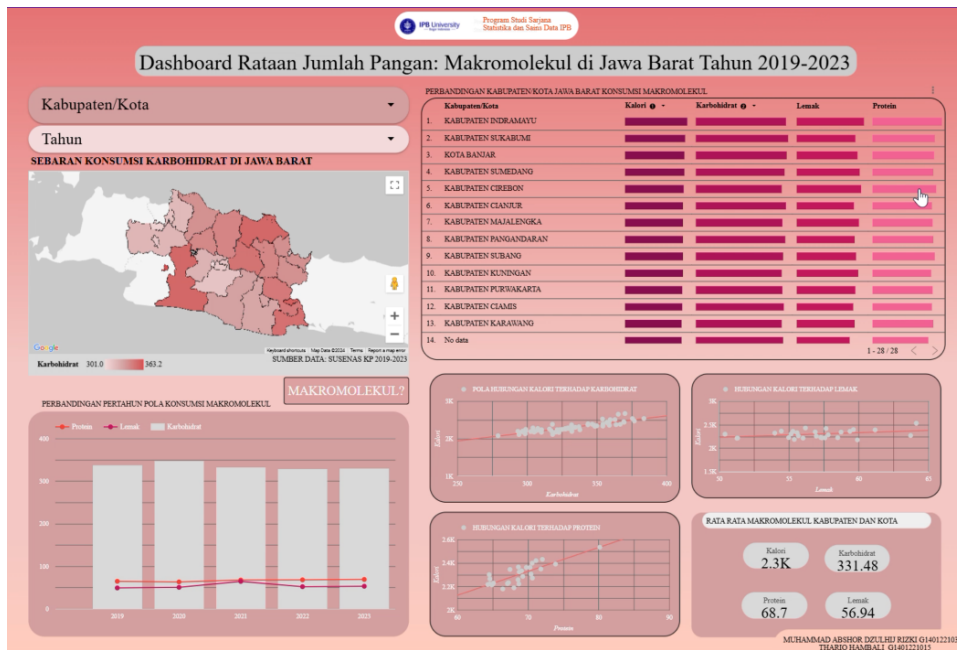 IPB University
Program Studi Sarjana
Statistika dan Sains Data IPB
Dashboard Rataan Jumlah Pangan: Makromolekul di Jawa Barat Tahun 2019-2023
Kabupaten/Kota
Tahun
SEBARAN KONSUMSI KARBOHIDRAT DI JAWA BARAT
Google
Keyboard shortcuts Map Data ©2024 Terms Report a map error
Karbohidrat 301.0 363.2
SUMBER DATA: SUSENAS KP 2019-2023
PERBANDINGAN KABUPATEN/KOTA JAWA BARAT KONSUMSI MAKROMOLEKUL
Kabupaten/Kota Kalori Karbohidrat Lemak Protein
1. KABUPATEN INDRAMAYU
2. KABUPATEN SUKABUMI
3. KOTA BANJAR
4. KABUPATEN SUMEDANG
5. KABUPATEN CIREBON
6. KABUPATEN CIANJUR
7. KABUPATEN MAJALENGKA
8. KABUPATEN PANGANDARAN
9. KABUPATEN SUBANG
10. KABUPATEN KUNINGAN
11. KABUPATEN PURWAKARTA
12. KABUPATEN CIAMIS
13. KABUPATEN KARAWANG
14. No data
1 - 28 / 28
MAKROMOLEKUL?
PERBANDINGAN PERTAHUN POLA KONSUMSI MAKROMOLEKUL
Protein Lemak Karbohidrat
400
300
200
100
0
2019 2020 2021 2022 2023
POLA HUBUNGAN KALORI TERHADAP KARBOHIDRAT
Kalori
3K
2K
1K
250 300 350 400
Karbohidrat
HUBUNGAN KALORI TERHADAP LEMAK
Kalori
3K
2.5K
2K
1.5K
50 55 60 65
Lemak
HUBUNGAN KALORI TERHADAP PROTEIN
Kalori
2.6K
2.4K
2.2K
2K
60 70 80 90
Protein
RATA RATA MAKROMOLEKUL KABUPATEN DAN KOTA
Kalori
2.3K
Karbohidrat
331.48
Protein
68.7
Lemak
56.94
MUHAMMAD ABSHOR DZULHIJ RIZKI
THARIQ HAMBALI G1401221015